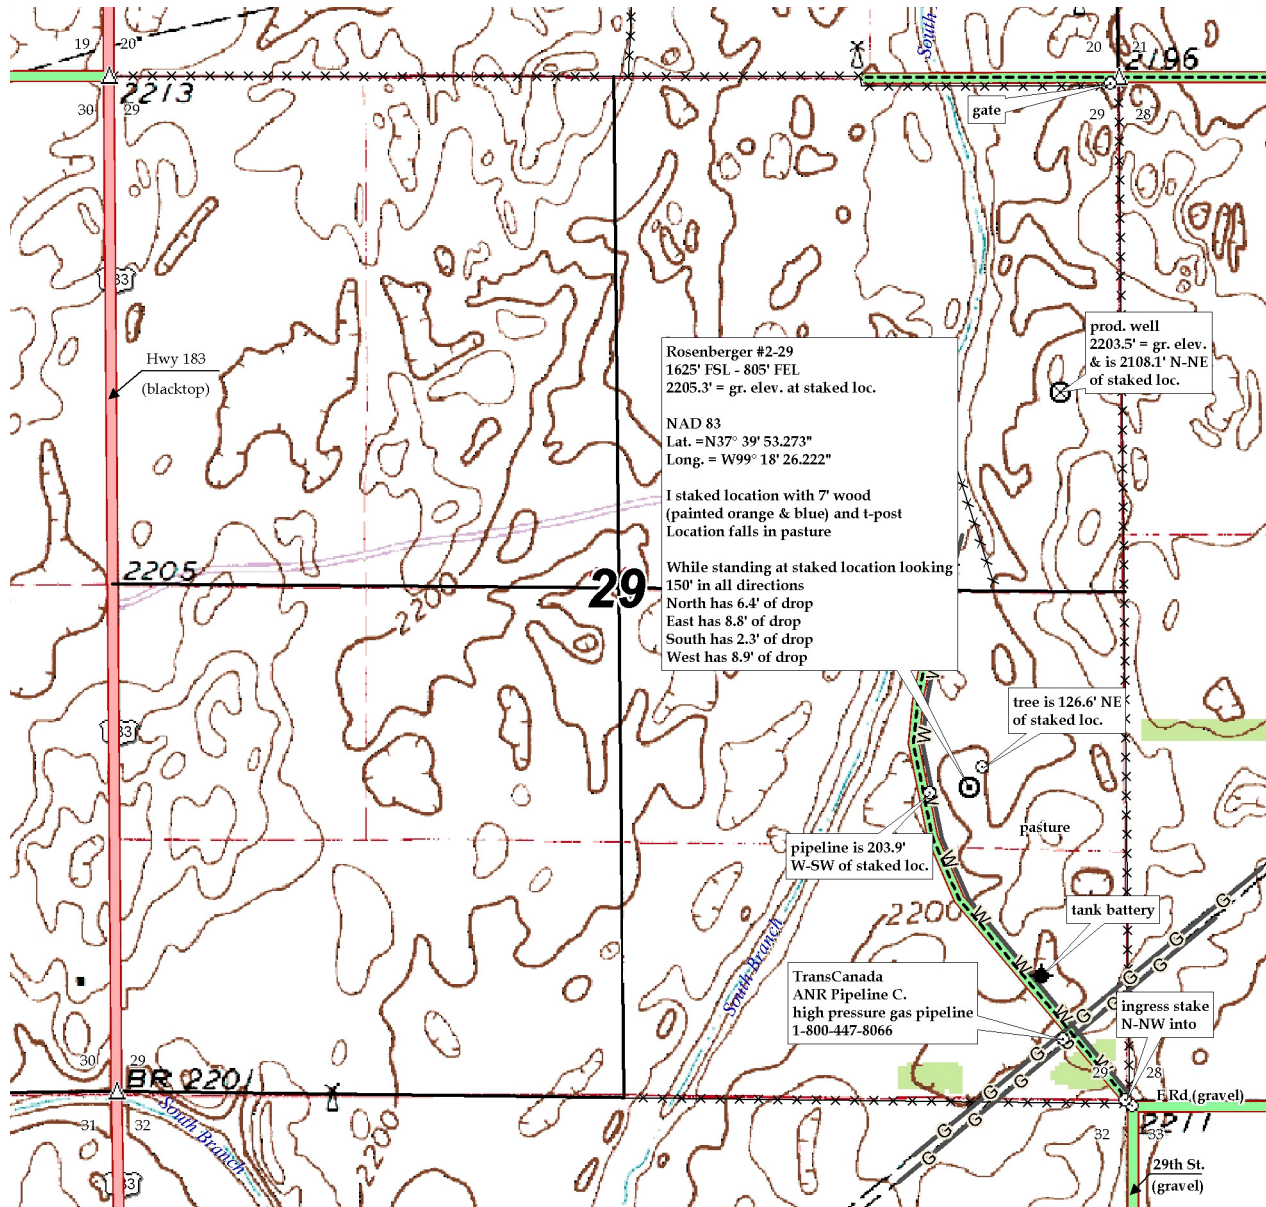 South
19
20
20
21
2196
2213
30
29
gate
29
28
83
prod. well
2203.5' = gr. elev.
& is 2108.1' N-NE
of staked loc.
Hwy 183
(blacktop)
Rosenberger #2-29
1625' FSL - 805' FEL
2205.3' = gr. elev. at staked loc.
NAD 83
Lat. =N37° 39' 53.273"
Long. = W99° 18' 26.222"
I staked location with 7' wood
(painted orange & blue) and t-post
Location falls in pasture
While standing at staked location looking
150' in all directions
North has 6.4' of drop
East has 8.8' of drop
South has 2.3' of drop
West has 8.9' of drop
2205
29
2200
W
tree is 126.6' NE
of staked loc.
83
W
W
pasture
pipeline is 203.9'
W-SW of staked loc.
W
2200
W
tank battery
G
G
G
South Branch
W
TransCanada
ANR Pipeline C.
high pressure gas pipeline
1-800-447-8066
G
G
ingress stake
N-NW into
W
G
G
G
G
W
30
29
29
28
BR 2201
G
G
F Rd (gravel)
South Branch
2200
31
32
G
G
32
33
2211
G
G
29th St.
(gravel)
83